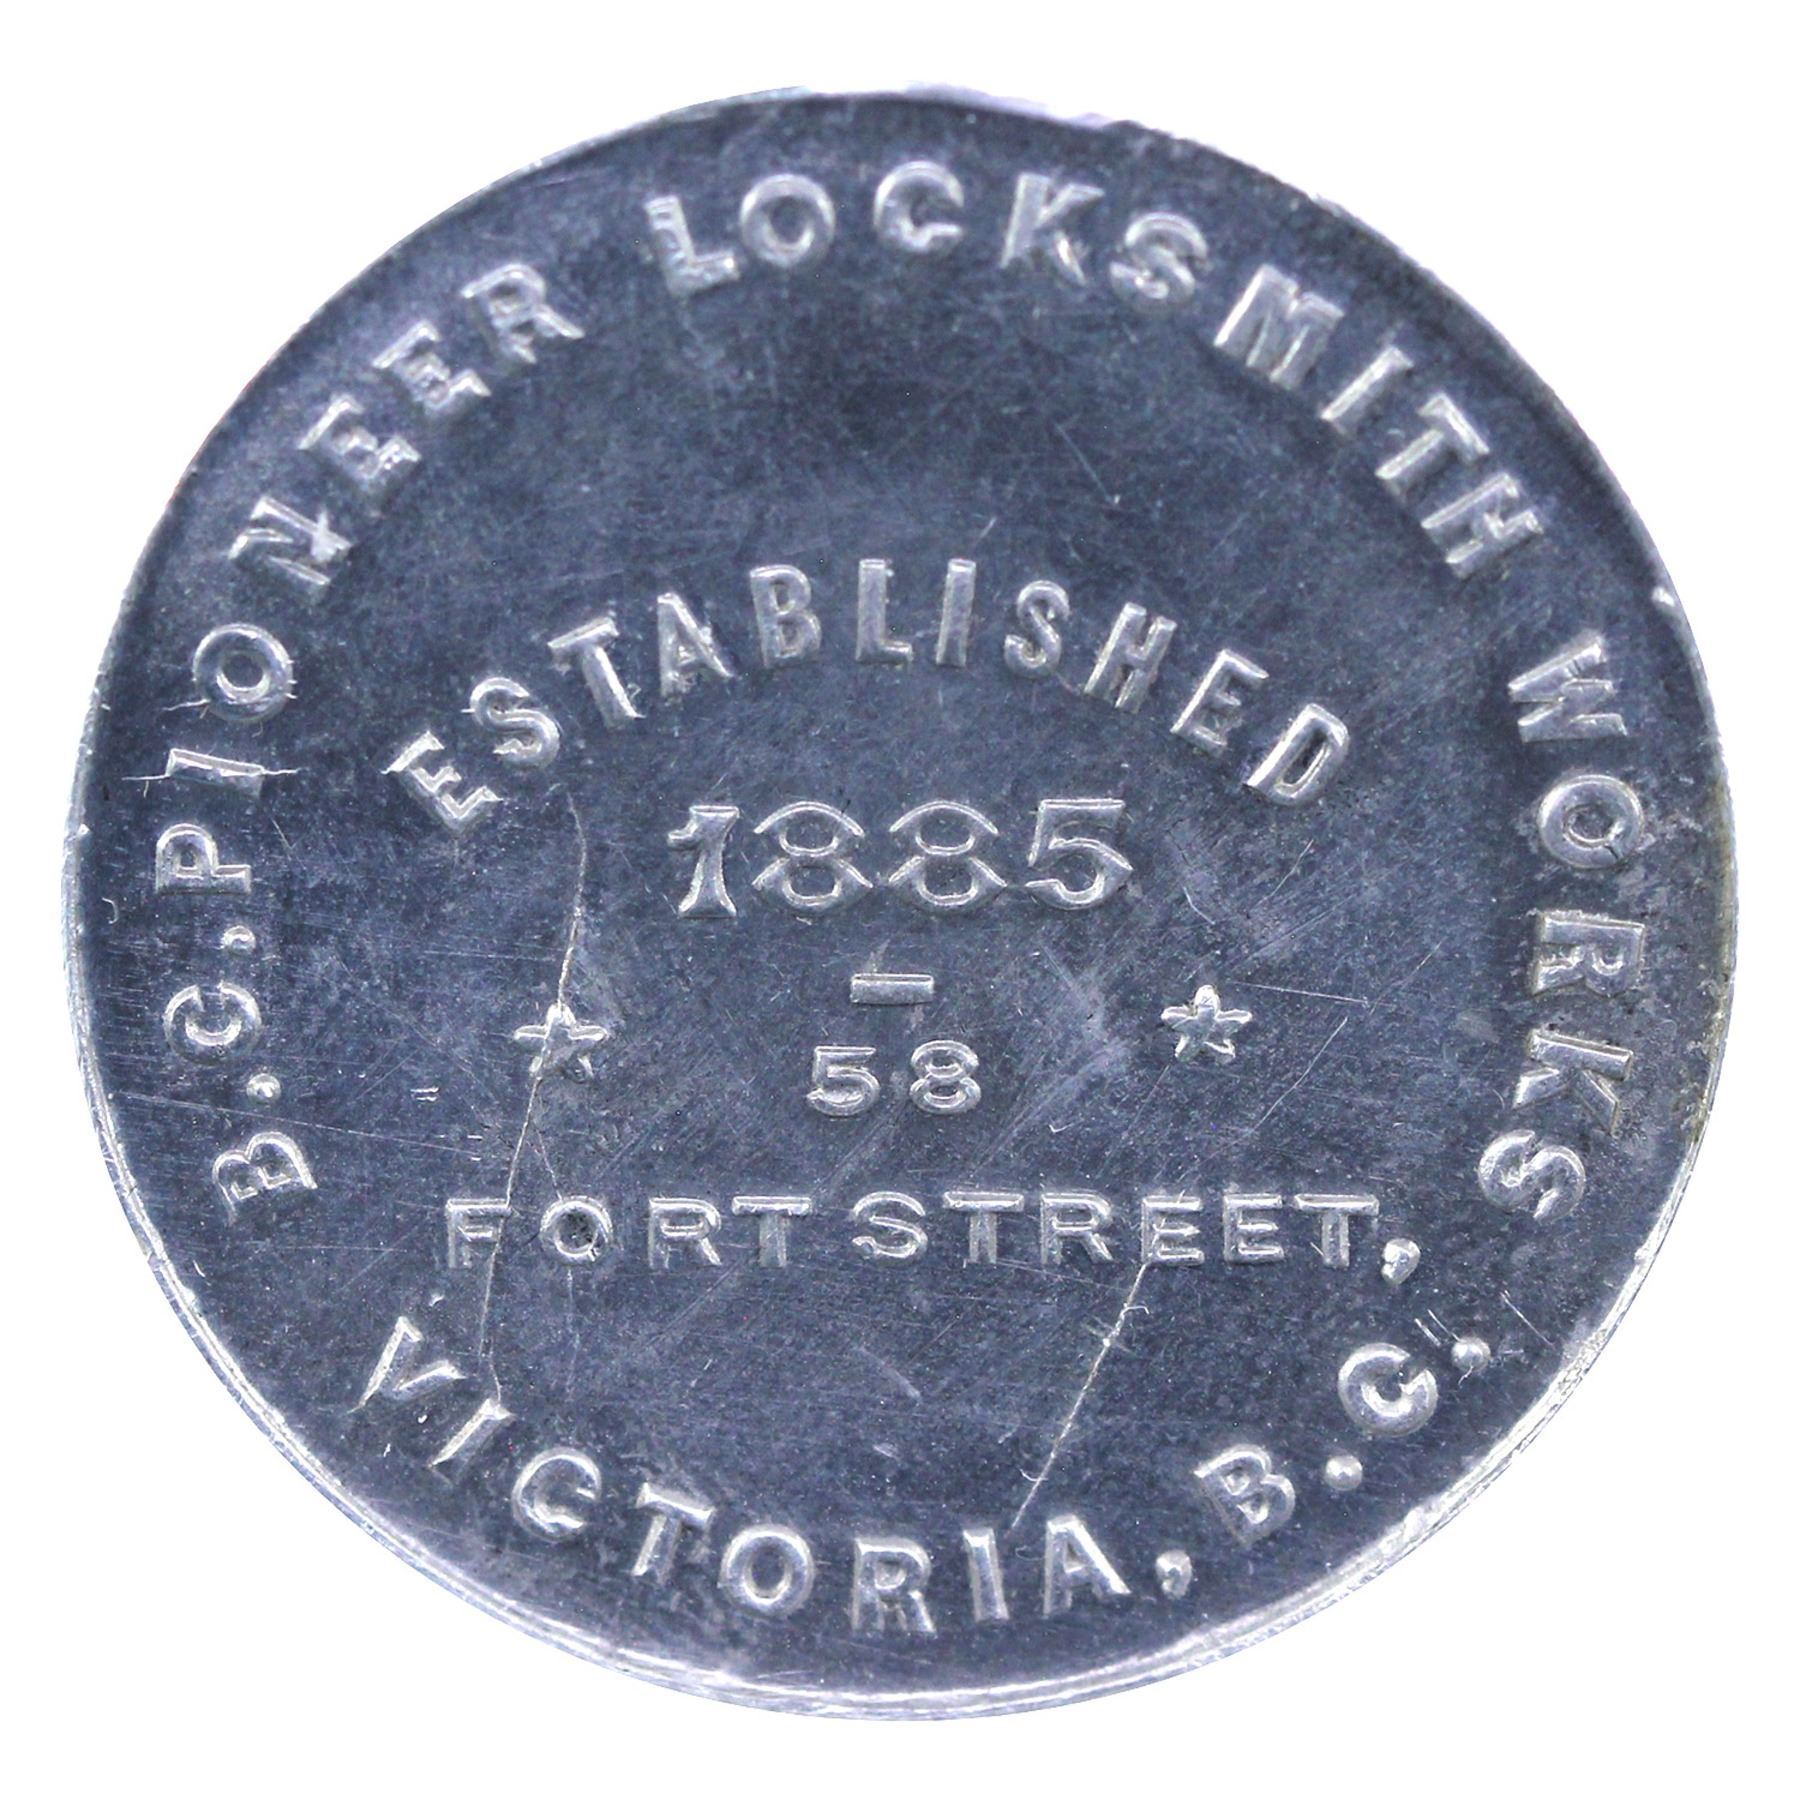 B.C.PIONEER LOCKSMITH WORKS
ESTABLISHED
1885
—
58
FORT STREET,
VICTORIA, B.C.